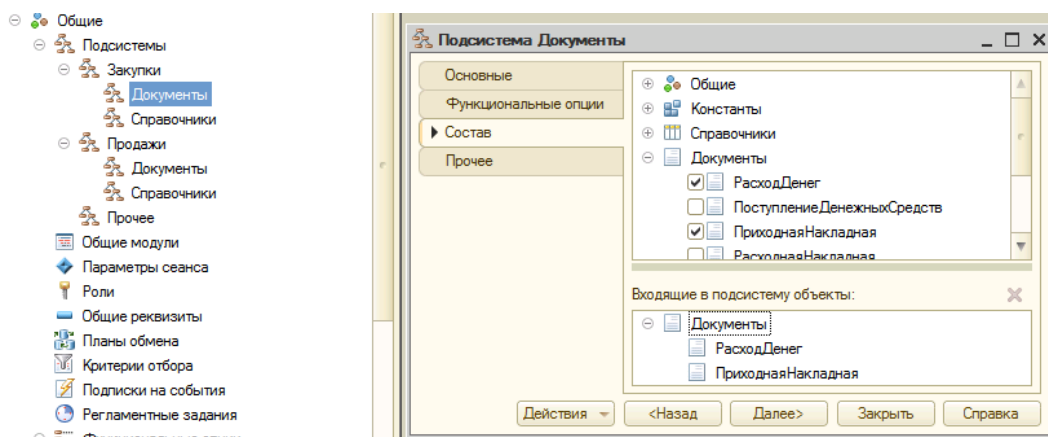 Общие
Подсистемы
Закупки
Документы
Справочники
Продажи
Документы
Справочники
Прочее
Общие модули
Параметры сеанса
Роли
Общие реквизиты
Планы обмена
Критерии отбора
Подписки на события
Регламентные задания
Подсистема Документы
Основные
Функциональные опции
Состав
Прочее
Общие
Константы
Справочники
Документы
РасходДенег
ПоступлениеДенежныхСредств
ПриходнаяНакладная
РасходнаяНакладная
Входящие в подсистему объекты:
Документы
РасходДенег
ПриходнаяНакладная
Действия <Назад Далее> Закрыть Справка